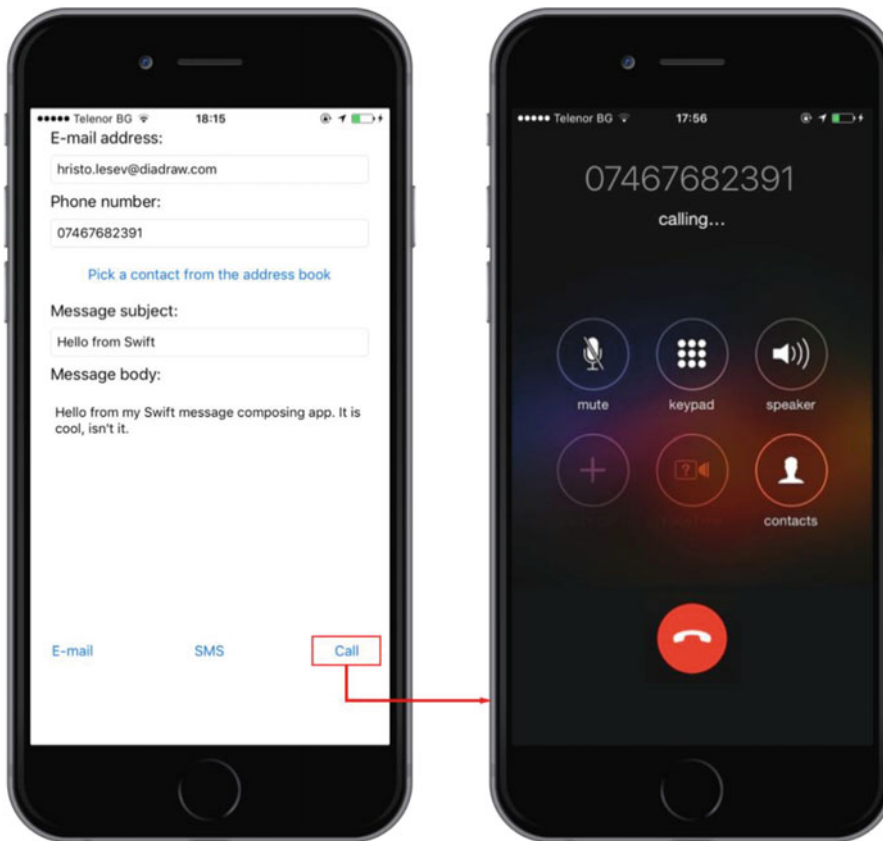 Telenor BG 18:15
E-mail address:
hristo.lesev@diadraw.com
Phone number:
07467682391
Pick a contact from the address book
Message subject:
Hello from Swift
Message body:
Hello from my Swift message composing app. It is
cool, isn't it.
E-mail SMS Call
Telenor BG 17:56
07467682391
calling...
mute keypad speaker
contacts